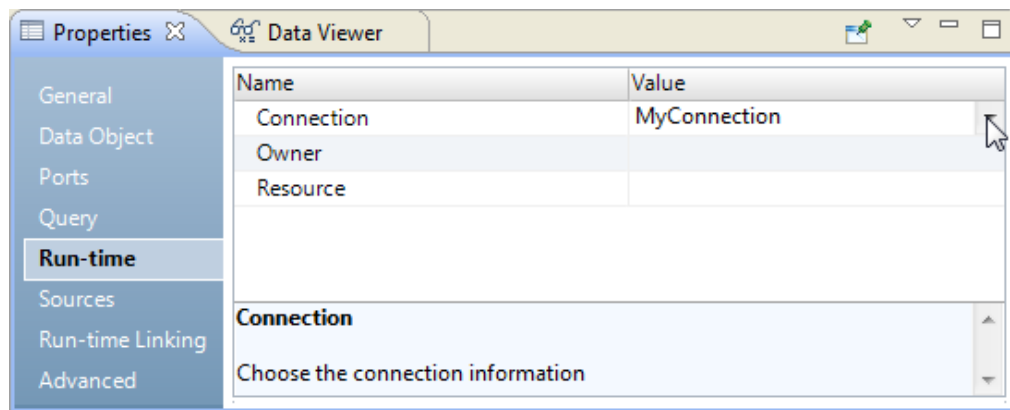 Properties Data Viewer
General
Data Object
Ports
Query
Run-time
Sources
Run-time Linking
Advanced
Name Value
Connection MyConnection
Owner
Resource
Connection
Choose the connection information